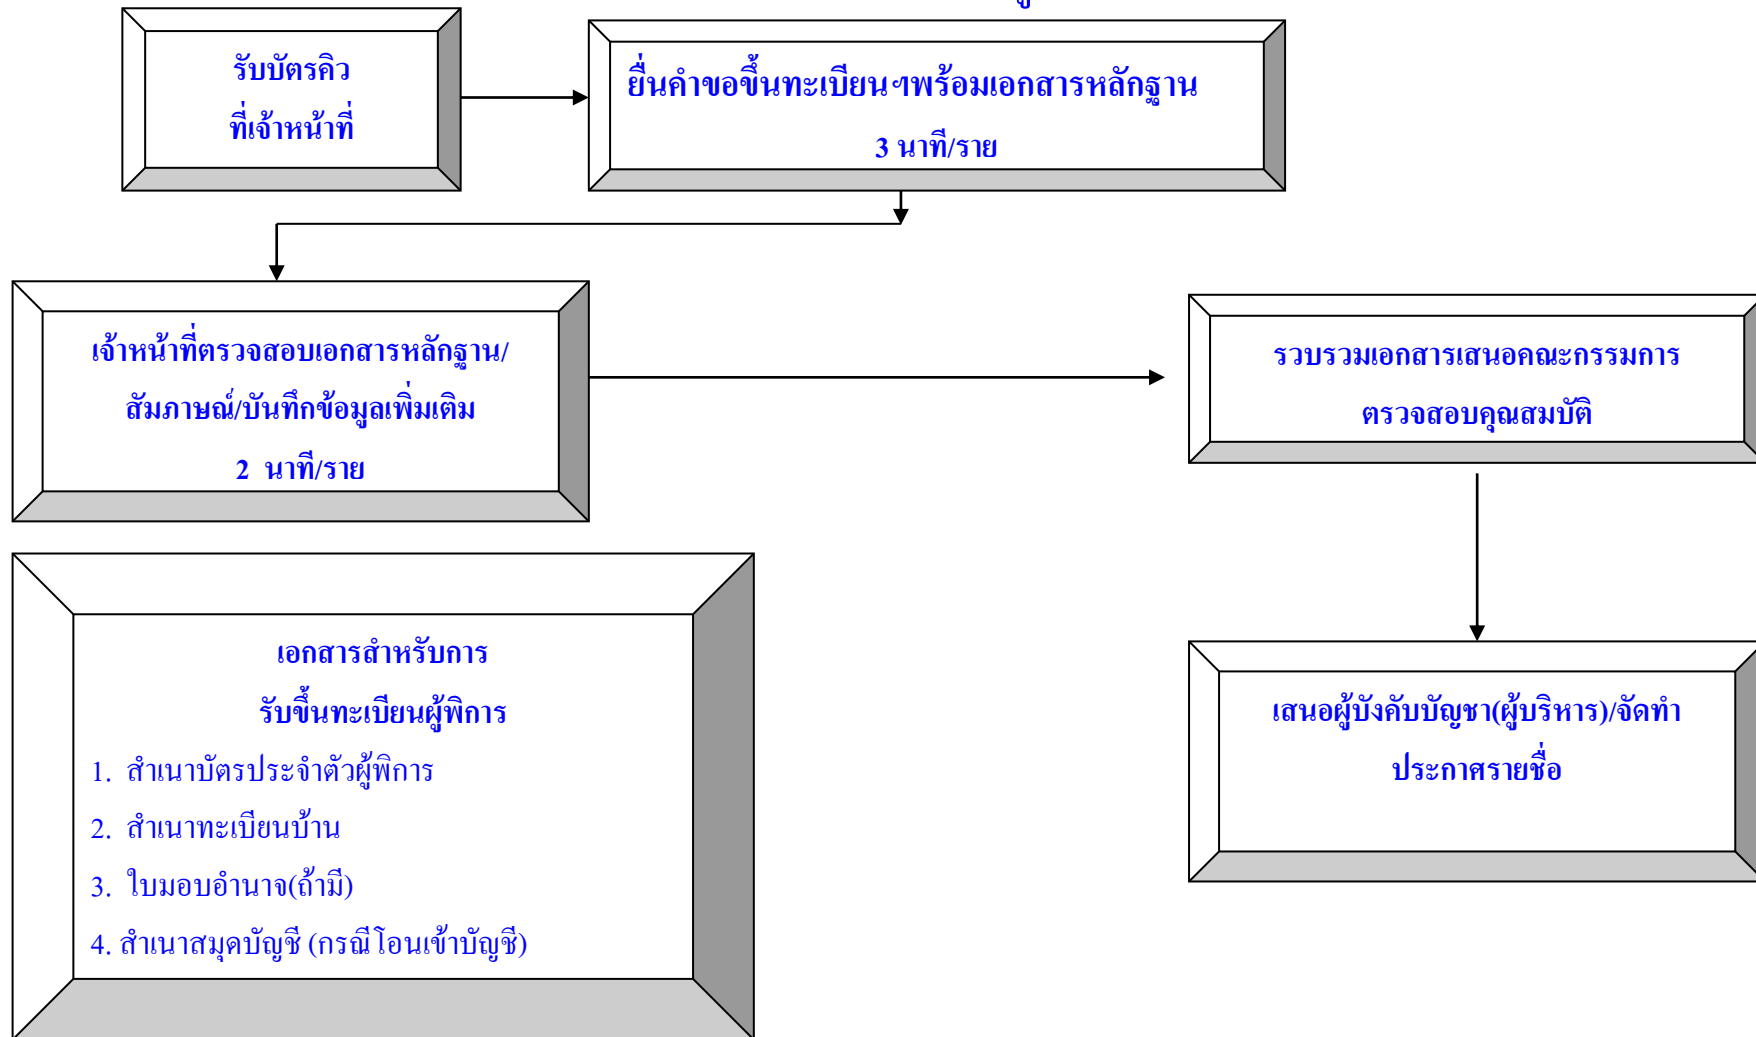 รับบัตรคิว
ที่เจ้าหน้าที่
ยื่นคำขอขึ้นทะเบียนฯพร้อมเอกสารหลักฐาน
3 นาที/ราย
เจ้าหน้าที่ตรวจสอบเอกสารหลักฐาน/
สัมภาษณ์/บันทึกข้อมูลเพิ่มเติม
2 นาที/ราย
รวบรวมเอกสารเสนอคณะกรรมการ
ตรวจสอบคุณสมบัติ
เสนอผู้บังคับบัญชา(ผู้บริหาร)/จัดทำ
ประกาศรายชื่อ
เอกสารสำหรับการ
รับขึ้นทะเบียนผู้พิการ
1. สำเนาบัตรประจำตัวผู้พิการ
2. สำเนาทะเบียนบ้าน
3. ใบมอบอำนาจ(ถ้ามี)
4. สำเนาสมุดบัญชี (กรณีโอนเข้าบัญชี)